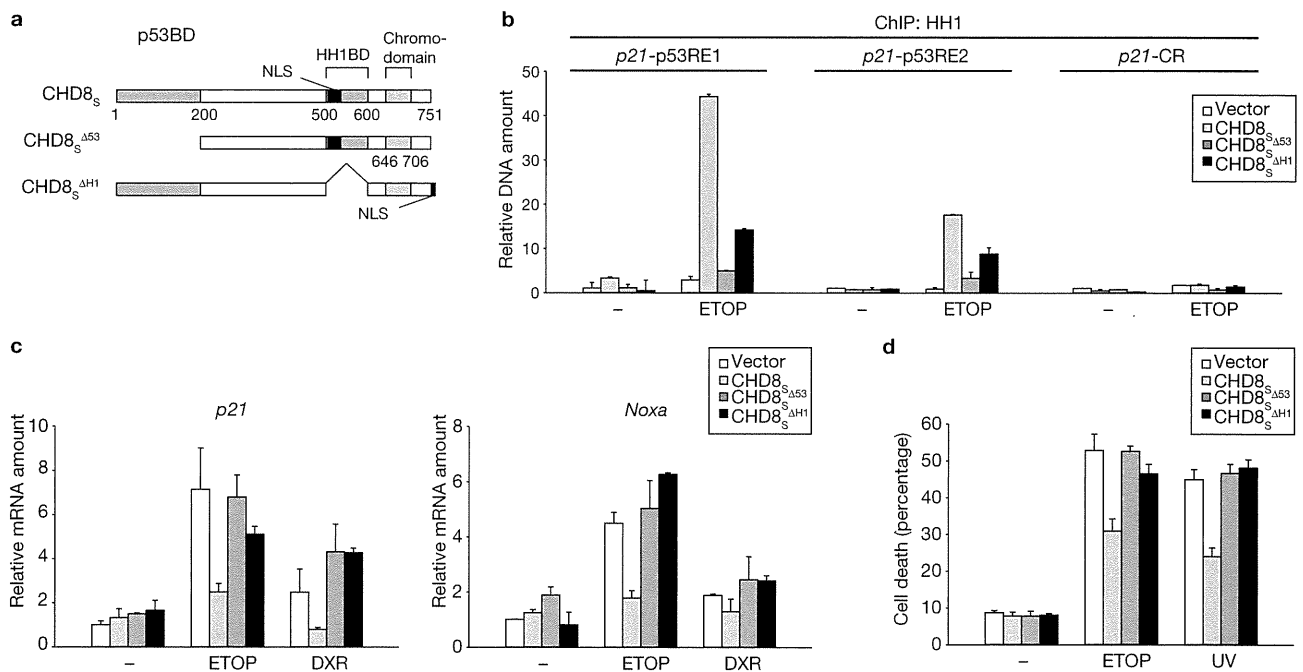 a
p53BD
Chromo-
domain
HH1BD
NLS
CHD8S
1 200 500 600 751
CHD8SΔ53
646 706
CHD8SΔH1
NLS
b
ChIP: HH1
p21-p53RE1 p21-p53RE2 p21-CR
Relative DNA amount
50
40
30
20
10
0
– ETOP – ETOP – ETOP
Vector
CHD8S
CHD8SΔ53
CHD8SΔH1
c
p21
Relative mRNA amount
10
8
6
4
2
0
– ETOP DXR
Noxa
Relative mRNA amount
8
6
4
2
0
– ETOP DXR
Vector
CHD8S
CHD8SΔ53
CHD8SΔH1
d
Vector
CHD8S
CHD8SΔ53
CHD8SΔH1
Cell death (percentage)
60
50
40
30
20
10
0
– ETOP UV